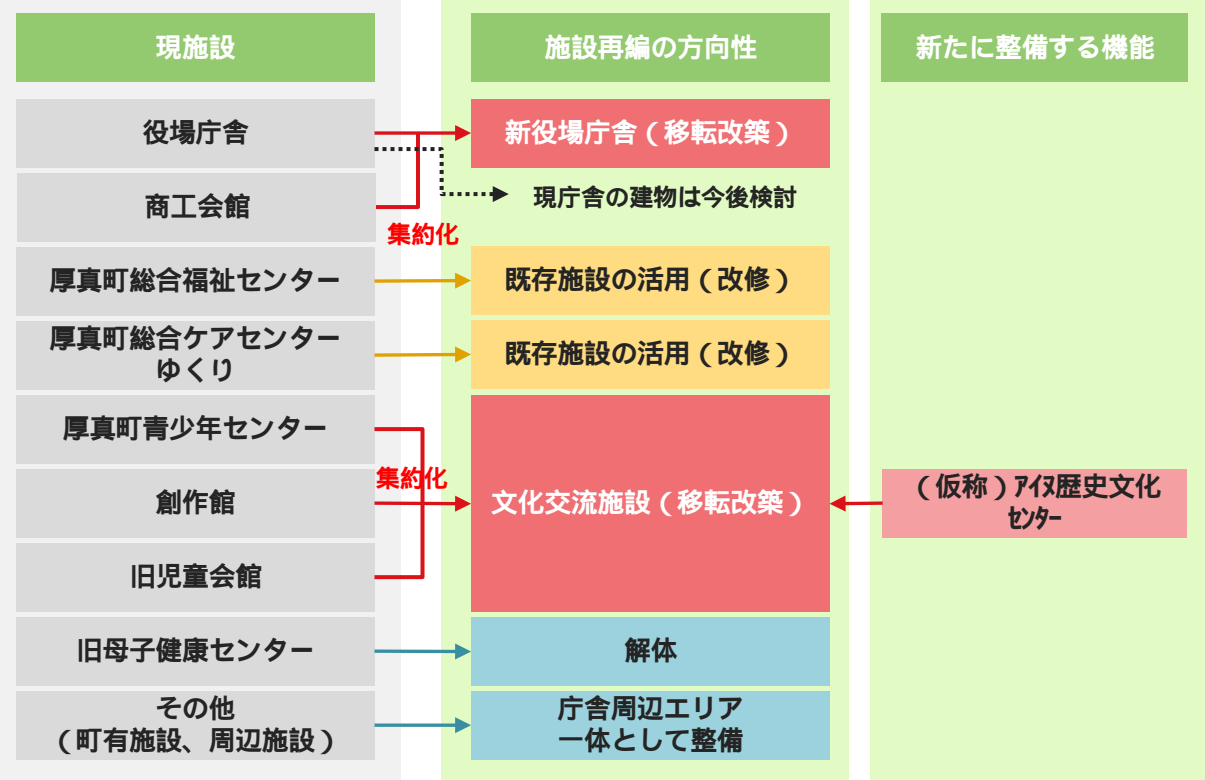 現施設
施設再編の方向性
新たに整備する機能
役場庁舎
新役場庁舎(移転改築)
現庁舎の建物は今後検討
商工会館
集約化
厚真町総合福祉センター
既存施設の活用(改修)
厚真町総合ケアセンター
ゆくり
既存施設の活用(改修)
厚真町青少年センター
集約化
創作館
文化交流施設(移転改築)
(仮称)アイヌ歴史文化
センター
旧児童会館
旧母子健康センター
解体
その他
(町有施設、周辺施設)
庁舎周辺エリア
一体として整備